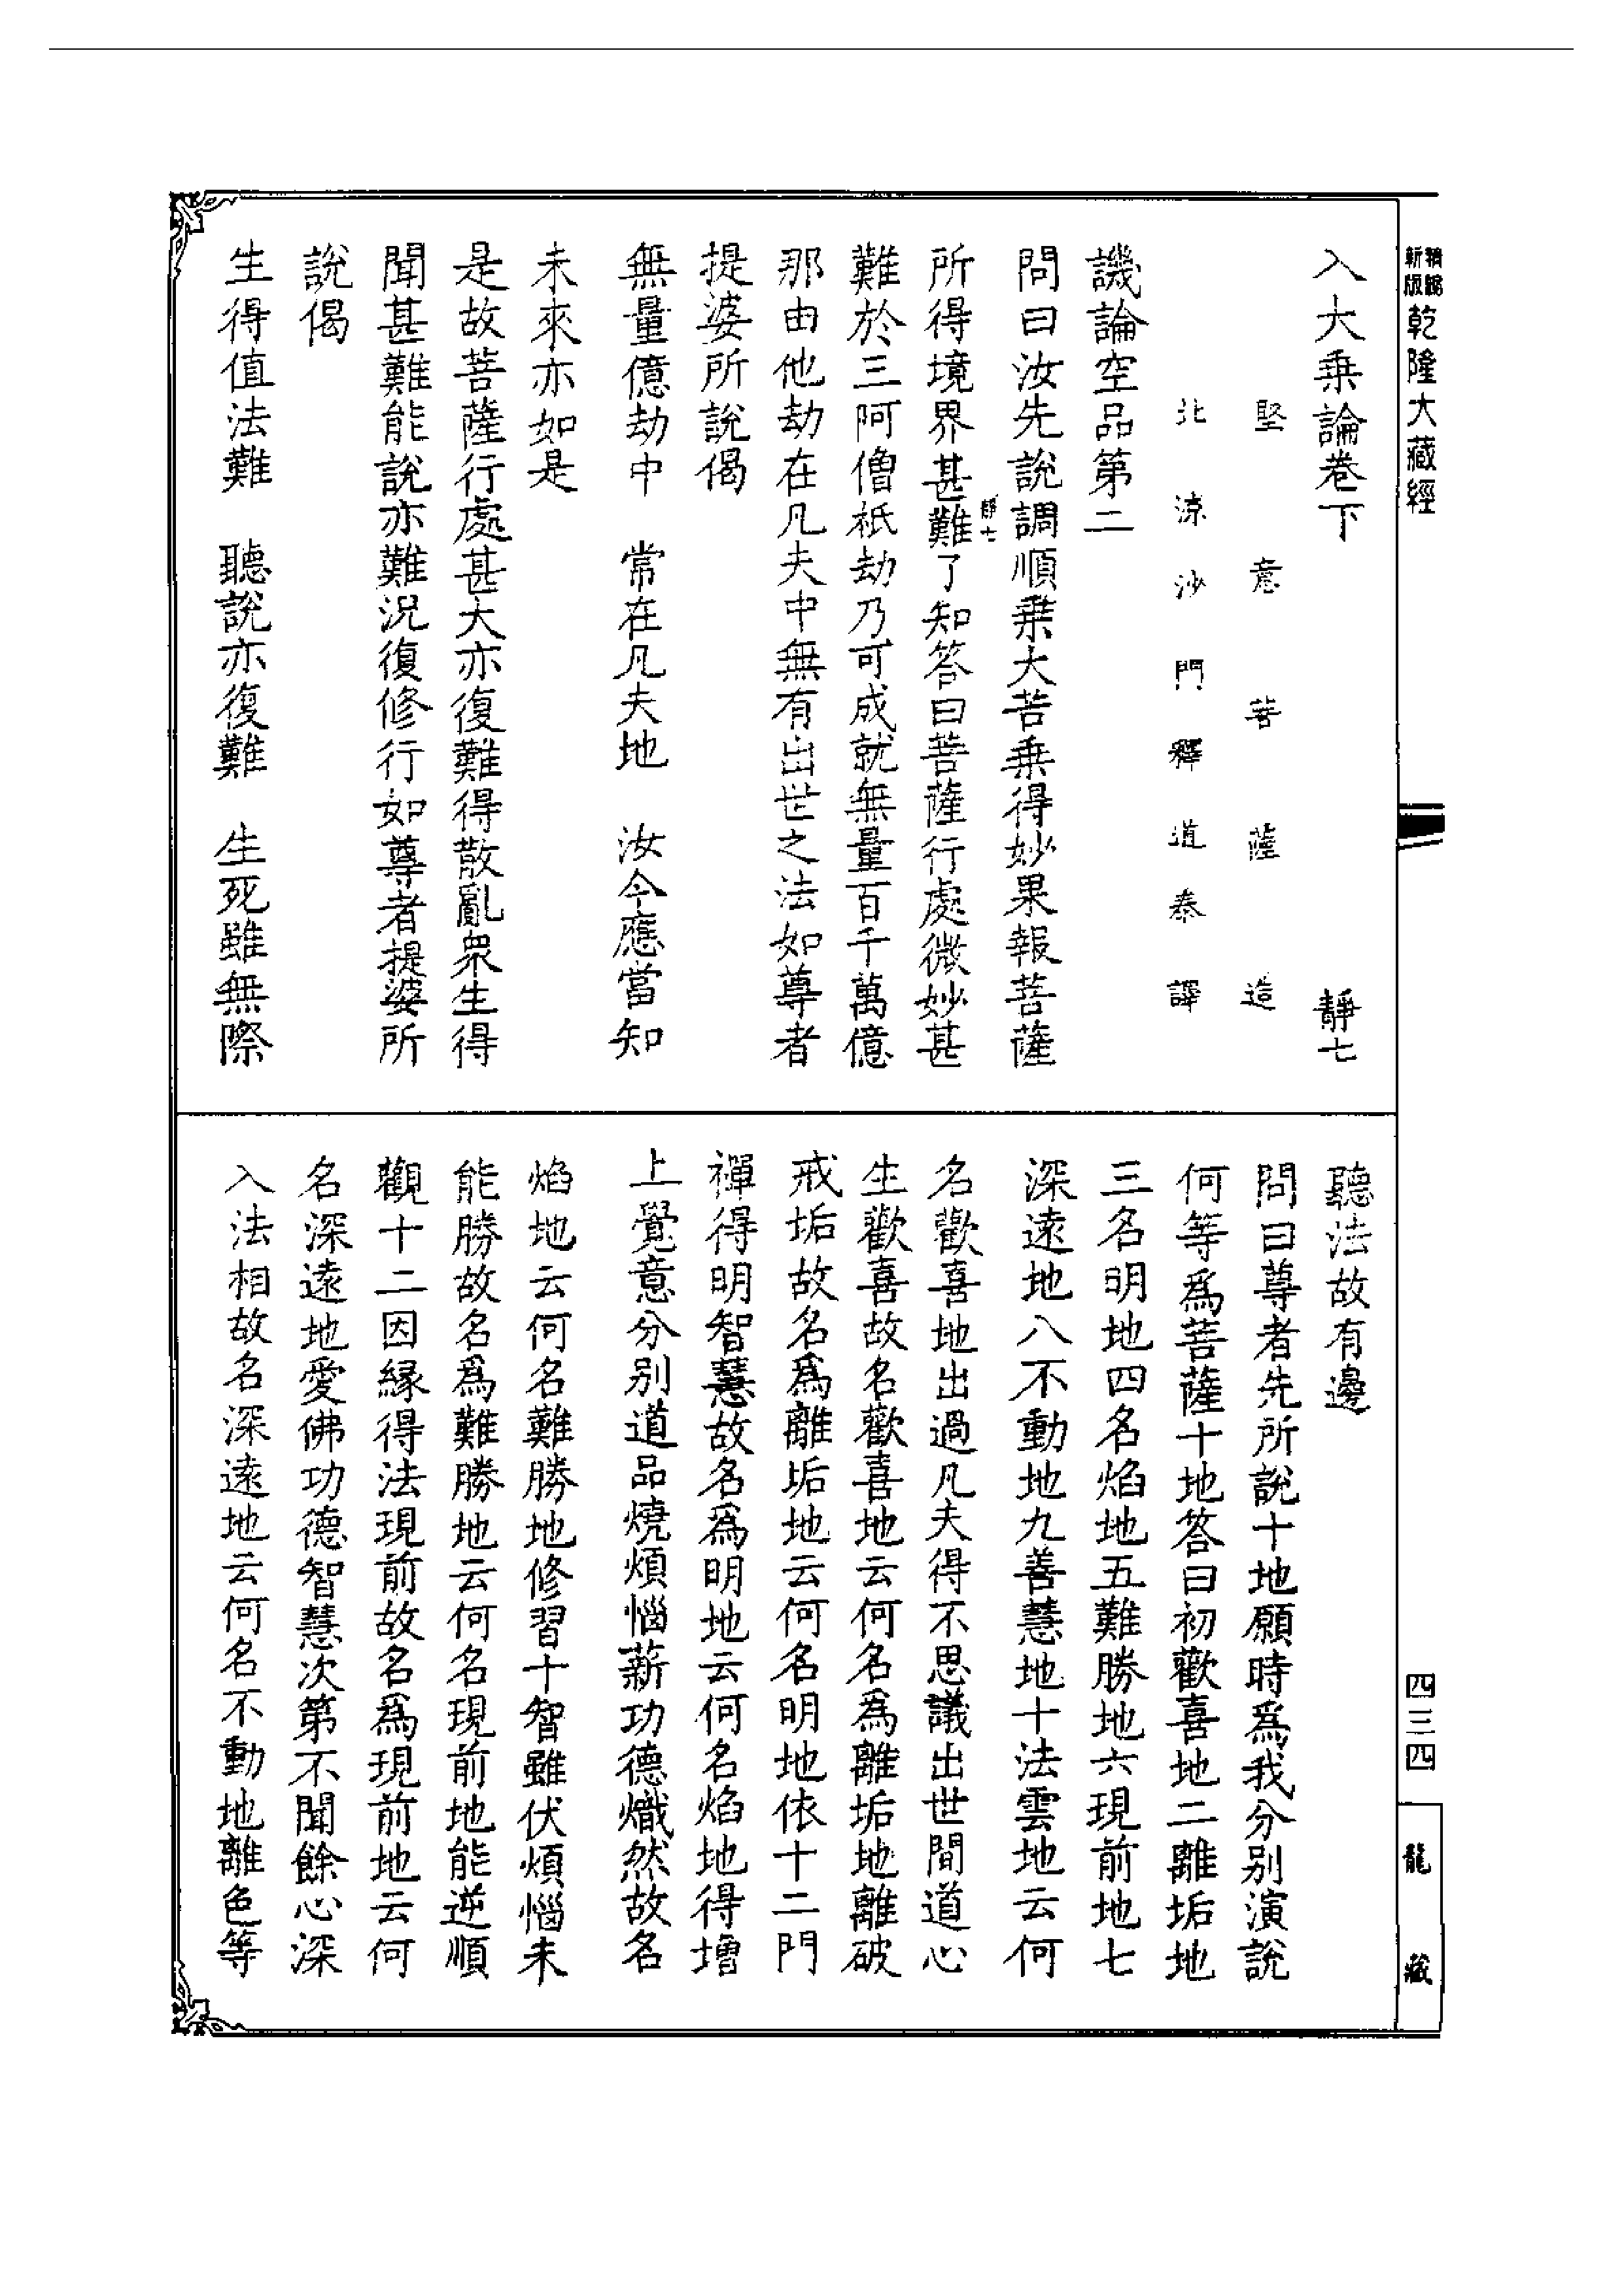 新版精縮乾隆大藏經
入大乗論卷下 靜七
堅意菩薩造
北涼沙門釋道泰譯
譏論空品第二
問曰汝先說調順乗大苦乗得妙果報菩薩
靜七
所得境界甚難了知答曰菩薩行處微妙甚
難於三阿僧祇劫乃可成就無量百千萬億
那由他劫在凡夫中無有出世之法如尊者
提婆所說偈
無量億劫中 常在凡夫地 汝今應當知
未來亦如是
是故菩薩行處甚大亦復難得散亂衆生得
聞甚難能說亦難況復修行如尊者提婆所
說偈
生得值法難 聽說亦復難 生死雖無際
聽法故有邊
問曰尊者先所說十地願時爲我分別演說
何等爲菩薩十地答曰初歡喜地二離垢地
三名明地四名焰地五難勝地六現前地七
深遠地八不動地九善慧地十法雲地云何
名歡喜地出過凡夫得不思議出世間道心
生歡喜故名歡喜地云何名爲離垢地離破
戒垢故名爲離垢地云何名明地依十二門
禪得明智慧故名爲明地云何名焰地得增
上覺意分別道品燒煩惱薪功德熾然故名
焰地云何名難勝地修習十智雖伏煩惱未
能勝故名爲難勝地云何名現前地能逆順
觀十二因緣得法現前故名爲現前地云何
名深遠地愛佛功德智慧次第不聞餘心深
入法相故名深遠地云何名不動地離色等
四三四
龍藏